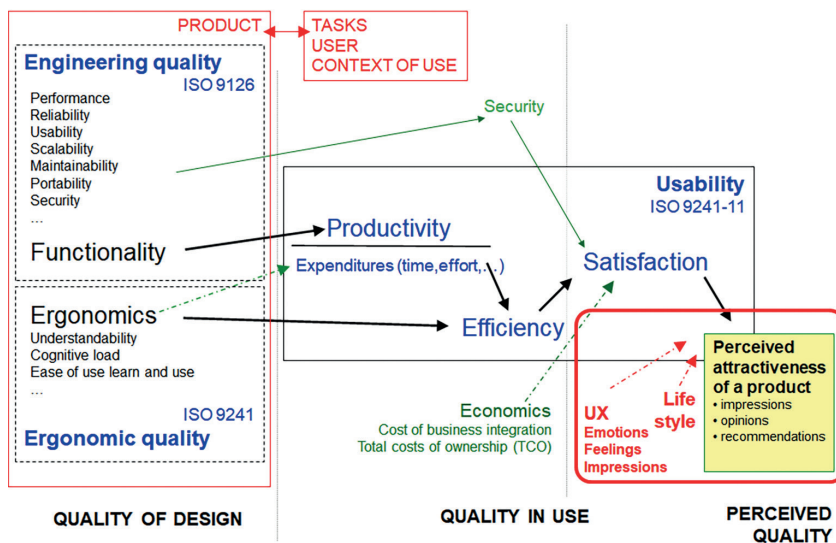 PRODUCT
TASKS
USER
CONTEXT OF USE
Engineering quality
ISO 9126
Performance
Reliability
Usability
Scalability
Maintainability
Portability
Security
...
Functionality
Security
Usability
ISO 9241-11
Productivity
Expenditures (time,effort,...)
Satisfaction
Efficiency
Ergonomics
Understandability
Cognitive load
Ease of use learn and use
...
ISO 9241
Ergonomic quality
Economics
Cost of business integration
Total costs of ownership (TCO)
UX
Emotions
Feelings
Impressions
Life
style
Perceived
attractiveness
of a product
• impressions
• opinions
• recommendations
QUALITY OF DESIGN
QUALITY IN USE
PERCEIVED
QUALITY